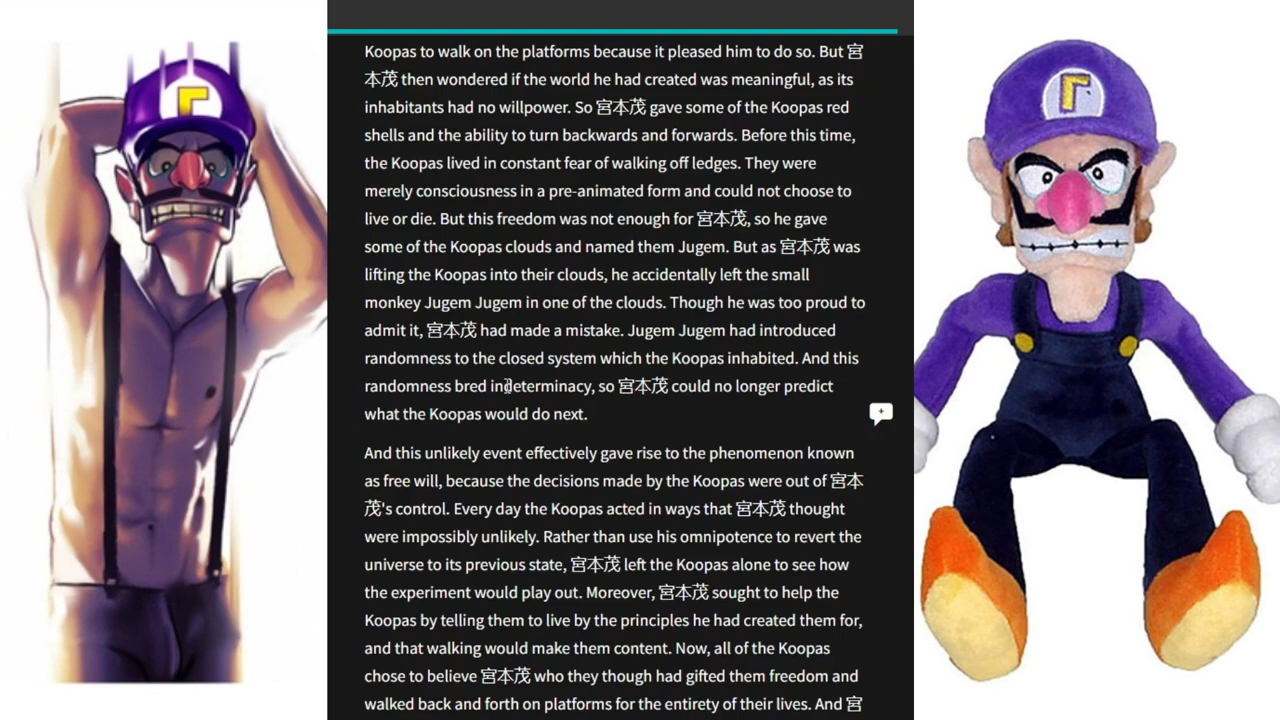 Koopas to walk on the platforms because it pleased him to do so. But 宮
本茂 then wondered if the world he had created was meaningful, as its
inhabitants had no willpower. So 宮本茂 gave some of the Koopas red
shells and the ability to turn backwards and forwards. Before this time,
the Koopas lived in constant fear of walking off ledges. They were
merely consciousness in a pre-animated form and could not choose to
live or die. But this freedom was not enough for 宮本茂, so he gave
some of the Koopas clouds and named them Jugem. But as 宮本茂 was
lifting the Koopas into their clouds, he accidentally left the small
monkey Jugem Jugem in one of the clouds. Though he was too proud to
admit it, 宮本茂 had made a mistake. Jugem Jugem had introduced
randomness to the closed system which the Koopas inhabited. And this
randomness bred indeterminacy, so 宮本茂 could no longer predict
what the Koopas would do next.
And this unlikely event effectively gave rise to the phenomenon known
as free will, because the decisions made by the Koopas were out of 宮本
茂's control. Every day the Koopas acted in ways that 宮本茂 thought
were impossibly unlikely. Rather than use his omnipotence to revert the
universe to its previous state, 宮本茂 left the Koopas alone to see how
the experiment would play out. Moreover, 宮本茂 sought to help the
Koopas by telling them to live by the principles he had created them for,
and that walking would make them content. Now, all of the Koopas
chose to believe 宮本茂 who they though had gifted them freedom and
walked back and forth on platforms for the entirety of their lives. And 宮